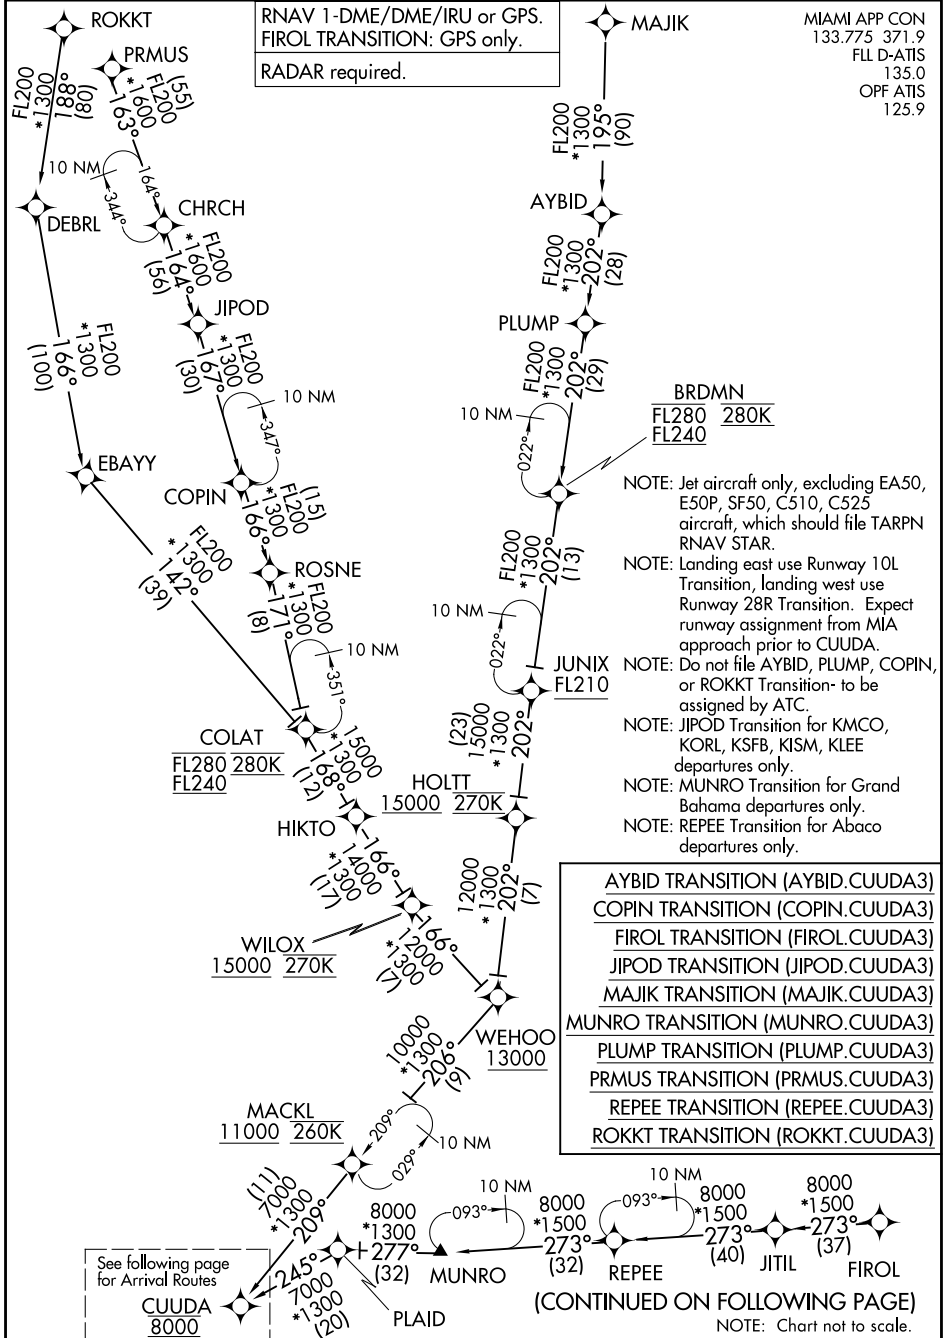 ROKKT
RNAV 1-DME/DME/IRU or GPS.
FIROL TRANSITION: GPS only.
RADAR required.
MAJIK
MIAMI APP CON
133.775 371.9
FLL D-ATIS
135.0
OPF ATIS
125.9
PRMUS
FL200
*1300
188°
(80)
(55)
FL200
*1600
163°
FL200
*1300
195°
(90)
10 NM
164°
344°
CHRCH
DEBRL
AYBID
FL200
*1600
164°
(56)
FL200
*1300
202°
(28)
JIPOD
PLUMP
FL200
*1300
166°
(100)
FL200
*1300
167°
(30)
10 NM
347°
FL200
*1300
202°
(29)
10 NM
022°
BRDMN
FL280 280K
FL240
EBAYY
COPIN
(15)
FL200
*1300
166°
NOTE: Jet aircraft only, excluding EA50,
E50P, SF50, C510, C525
aircraft, which should file TARPN
RNAV STAR.
NOTE: Landing east use Runway 10L
Transition, landing west use
Runway 28R Transition. Expect
runway assignment from MIA
approach prior to CUUDA.
NOTE: Do not file AYBID, PLUMP, COPIN,
or ROKKT Transition- to be
assigned by ATC.
NOTE: JIPOD Transition for KMCO,
KORL, KSFB, KISM, KLEE
departures only.
NOTE: MUNRO Transition for Grand
Bahama departures only.
NOTE: REPEE Transition for Abaco
departures only.
FL200
*1300
142°
(39)
ROSNE
FL200
*1300
171°
(8)
10 NM
351°
FL200
*1300
202°
(13)
10 NM
022°
JUNIX
FL210
COLAT
FL280 280K
FL240
15000
*1300
168°
(12)
(23)
15000
*1300
202°
HOLTT
15000 270K
HIKTO
166°
14000
*1300
(17)
12000
*1300
202°
(7)
WILOX
15000 270K
166°
12000
*1300
(7)
WEHOO
13000
AYBID TRANSITION (AYBID.CUUDA3)
COPIN TRANSITION (COPIN.CUUDA3)
FIROL TRANSITION (FIROL.CUUDA3)
JIPOD TRANSITION (JIPOD.CUUDA3)
MAJIK TRANSITION (MAJIK.CUUDA3)
MUNRO TRANSITION (MUNRO.CUUDA3)
PLUMP TRANSITION (PLUMP.CUUDA3)
PRMUS TRANSITION (PRMUS.CUUDA3)
REPEE TRANSITION (REPEE.CUUDA3)
ROKKT TRANSITION (ROKKT.CUUDA3)
10000
*1300
206°
(9)
MACKL
11000 260K
209°
029°
10 NM
(11)
7000
*1300
209°
8000
*1300
277°
(32)
093°
10 NM
MUNRO
8000
*1500
273°
(32)
093°
10 NM
REPEE
8000
*1500
273°
(40)
JITIL
8000
*1500
273°
(37)
FIROL
See following page
for Arrival Routes
CUUDA
8000
245°
7000
*1300
(20)
PLAID
(CONTINUED ON FOLLOWING PAGE)
NOTE: Chart not to scale.